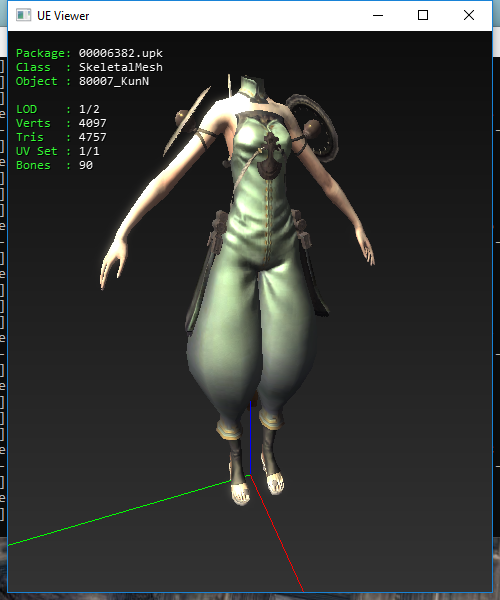 UE Viewer
Package: 00006382.upk
Class : SkeletalMesh
Object : 80007_KunN
LOD : 1/2
Verts : 4097
Tris : 4757
UV Set : 1/1
Bones : 90